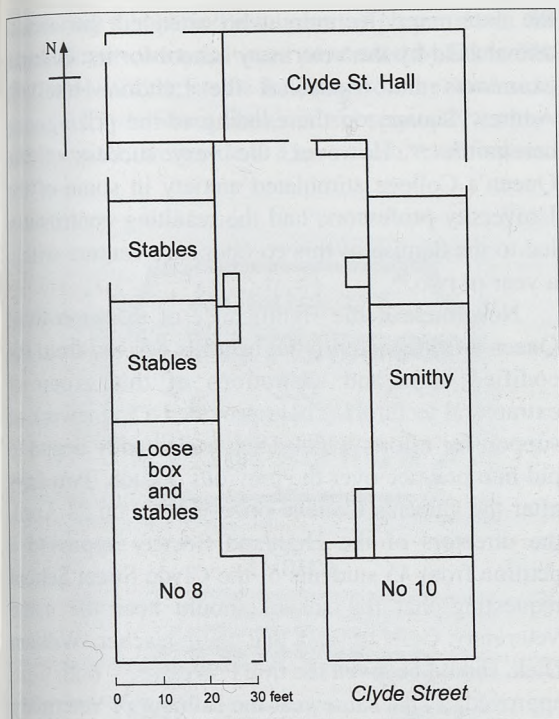 N
Clyde St. Hall
Stables
Stables
Smithy
Loose
box
and
stables
No 8
No 10
0 10 20 30 feet
Clyde Street